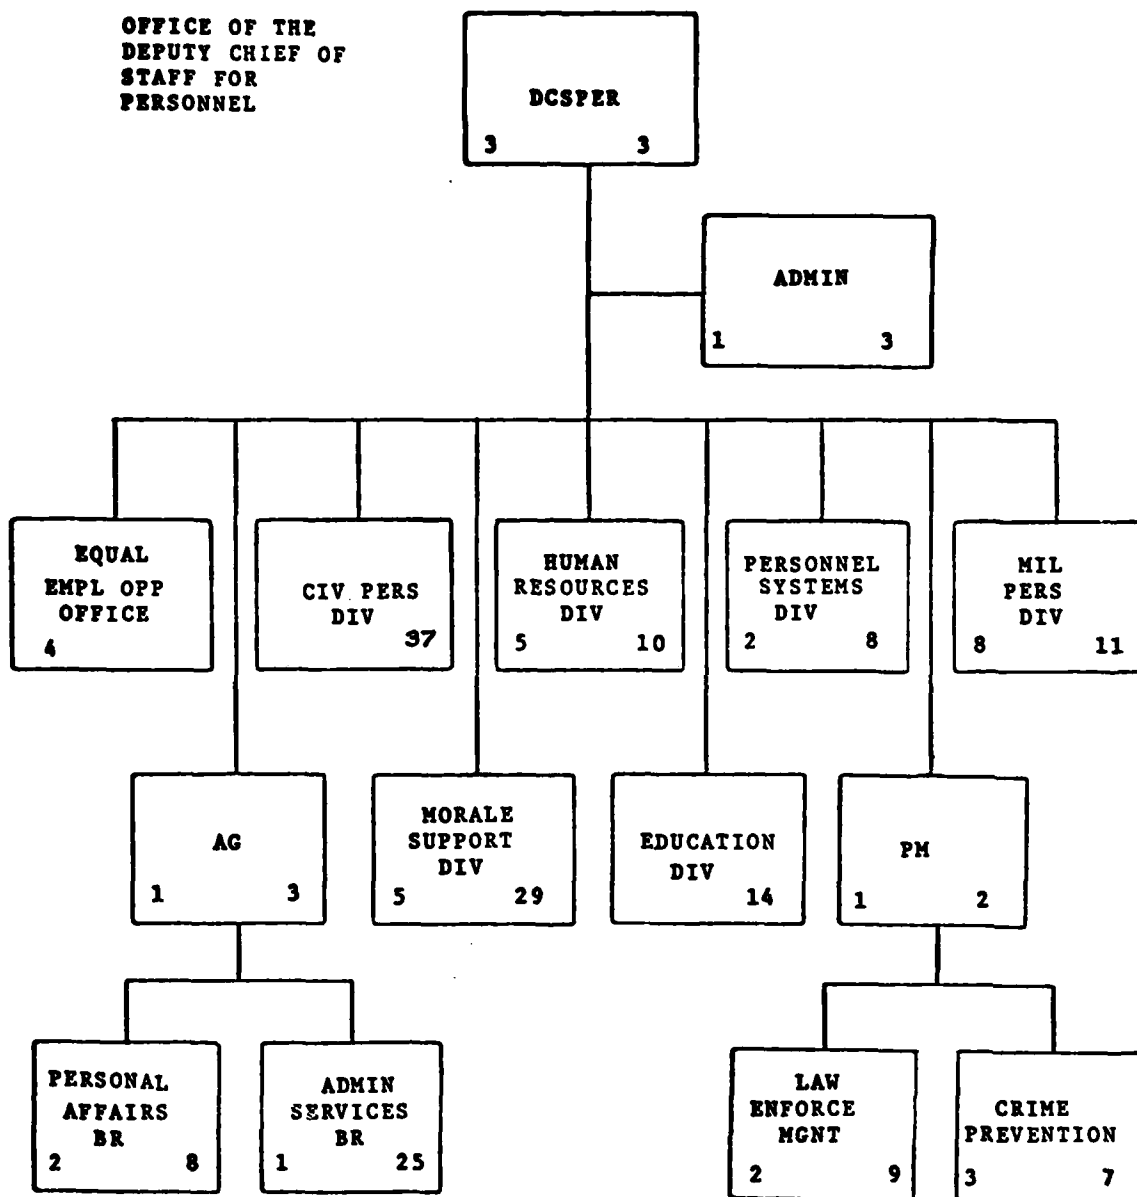 OFFICE OF THE
DEPUTY CHIEF OF
STAFF FOR
PERSONNEL
DCSPER
3 3
ADMIN
1 3
EQUAL
EMPL OPP
OFFICE
4
CIV PERS
DIV
37
HUMAN
RESOURCES
DIV
5 10
PERSONNEL
SYSTEMS
DIV
2 8
MIL
PERS
DIV
8 11
AG
1 3
MORALE
SUPPORT
DIV
5 29
EDUCATION
DIV
14
PM
1 2
PERSONAL
AFFAIRS
BR
2 8
ADMIN
SERVICES
BR
1 25
LAW
ENFORCE
MGNT
2 9
CRIME
PREVENTION
3 7